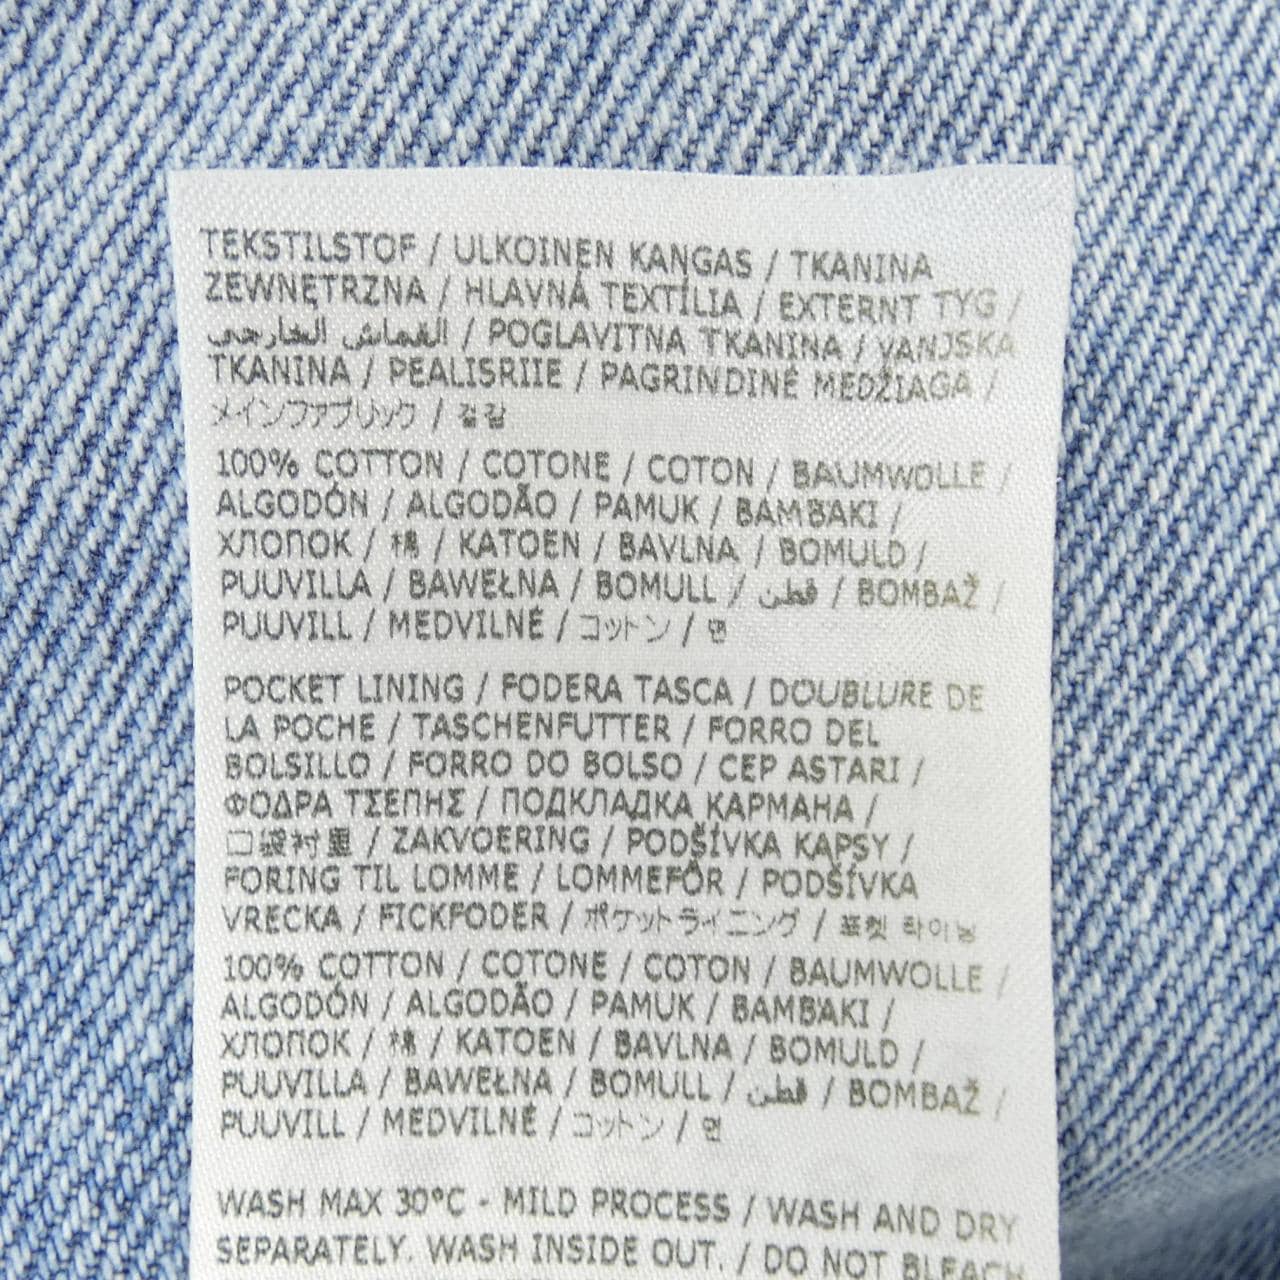 TEKSTILSTOF / ULKOINEN KANGAS / TKANINA
ZEWNĘTRZNA / HLAVNÁ TEXTÍLIA / EXTERNT TYG /
القماش الخارجي / POGLAVITNA TKANINA / VANJSKA
TKANINA / PEALISRIIE / PAGRINDINĖ MEDŽIAGA /
メインファブリック / 겉감
100% COTTON / COTONE / COTON / BAUMWOLLE /
ALGODÓN / ALGODÃO / PAMUK / ΒΑΜΒΆΚΙ /
ХЛОПОК / 棉 / KATOEN / BAVLNA / BOMULD /
PUUVILLA / BAWEŁNA / BOMULL / قطن / BOMBAŽ /
PUUVILL / MEDVILNĖ / コットン / 면
POCKET LINING / FODERA TASCA / DOUBLURE DE
LA POCHE / TASCHENFUTTER / FORRO DEL
BOLSILLO / FORRO DO BOLSO / CEP ASTARI /
ΦΟΔΡΑ ΤΣΕΠΗΣ / ПОДКЛАДКА КАРМАНА /
口袋衬里 / ZAKVOERING / PODŠÍVKA KAPSY /
FORING TIL LOMME / LOMMEFÔR / PODŠÍVKA
VRECKA / FICKFODER / ポケットライニング / 포켓 라이닝
100% COTTON / COTONE / COTON / BAUMWOLLE /
ALGODÓN / ALGODÃO / PAMUK / ΒΑΜΒΆΚΙ /
ХЛОПОК / 棉 / KATOEN / BAVLNA / BOMULD /
PUUVILLA / BAWEŁNA / BOMULL / قطن / BOMBAŽ /
PUUVILL / MEDVILNĖ / コットン / 면
WASH MAX 30°C - MILD PROCESS / WASH AND DRY
SEPARATELY. WASH INSIDE OUT. / DO NOT BLEACH